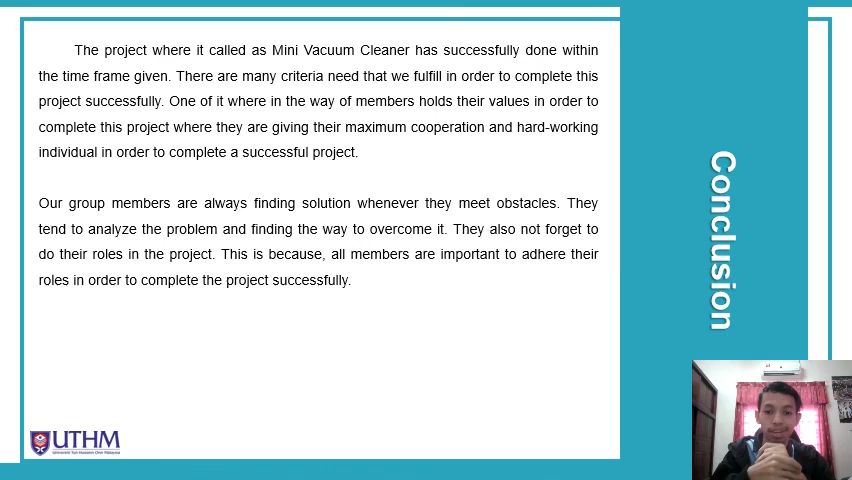 The project where it called as Mini Vacuum Cleaner has successfully done within
the time frame given. There are many criteria need that we fulfill in order to complete this
project successfully. One of it where in the way of members holds their values in order to
complete this project where they are giving their maximum cooperation and hard-working
individual in order to complete a successful project.
Our group members are always finding solution whenever they meet obstacles. They
tend to analyze the problem and finding the way to overcome it. They also not forget to
do their roles in the project. This is because, all members are important to adhere their
roles in order to complete the project successfully.
Conclusion
UTHM
Universiti Tun Hussein Onn Malaysia